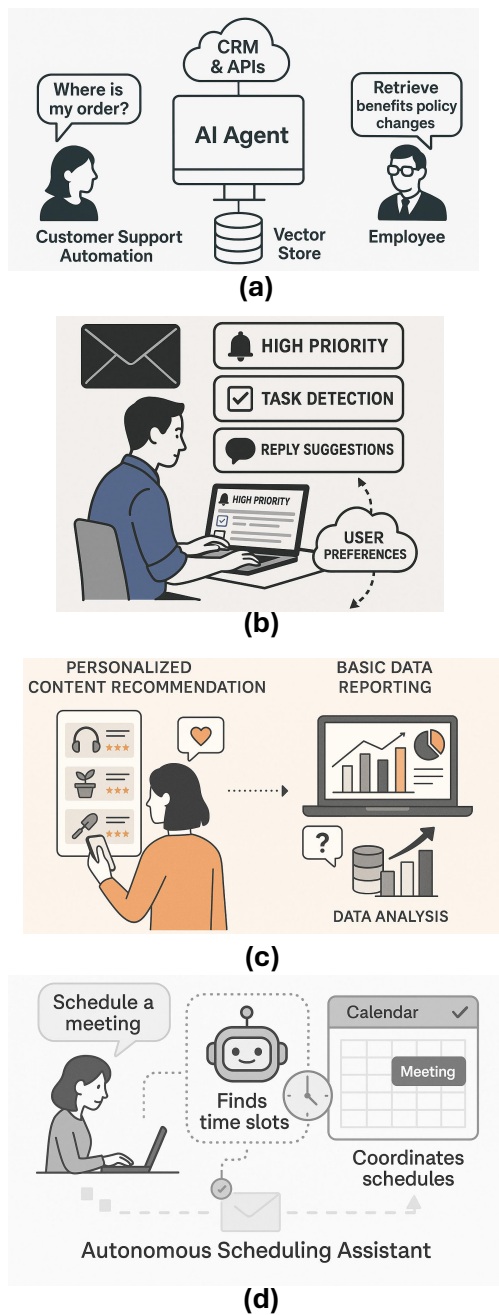 CRM
& APIs
Where is
my order?
AI Agent
Retrieve
benefits policy
changes
Customer Support
Automation
Vector
Store
Employee
(a)
HIGH PRIORITY
TASK DETECTION
REPLY SUGGESTIONS
HIGH PRIORITY
USER
PREFERENCES
(b)
PERSONALIZED
CONTENT RECOMMENDATION
BASIC DATA
REPORTING
?
DATA ANALYSIS
(c)
Schedule a
meeting
Finds
time slots
Calendar
Meeting
Coordinates
schedules
Autonomous Scheduling Assistant
(d)